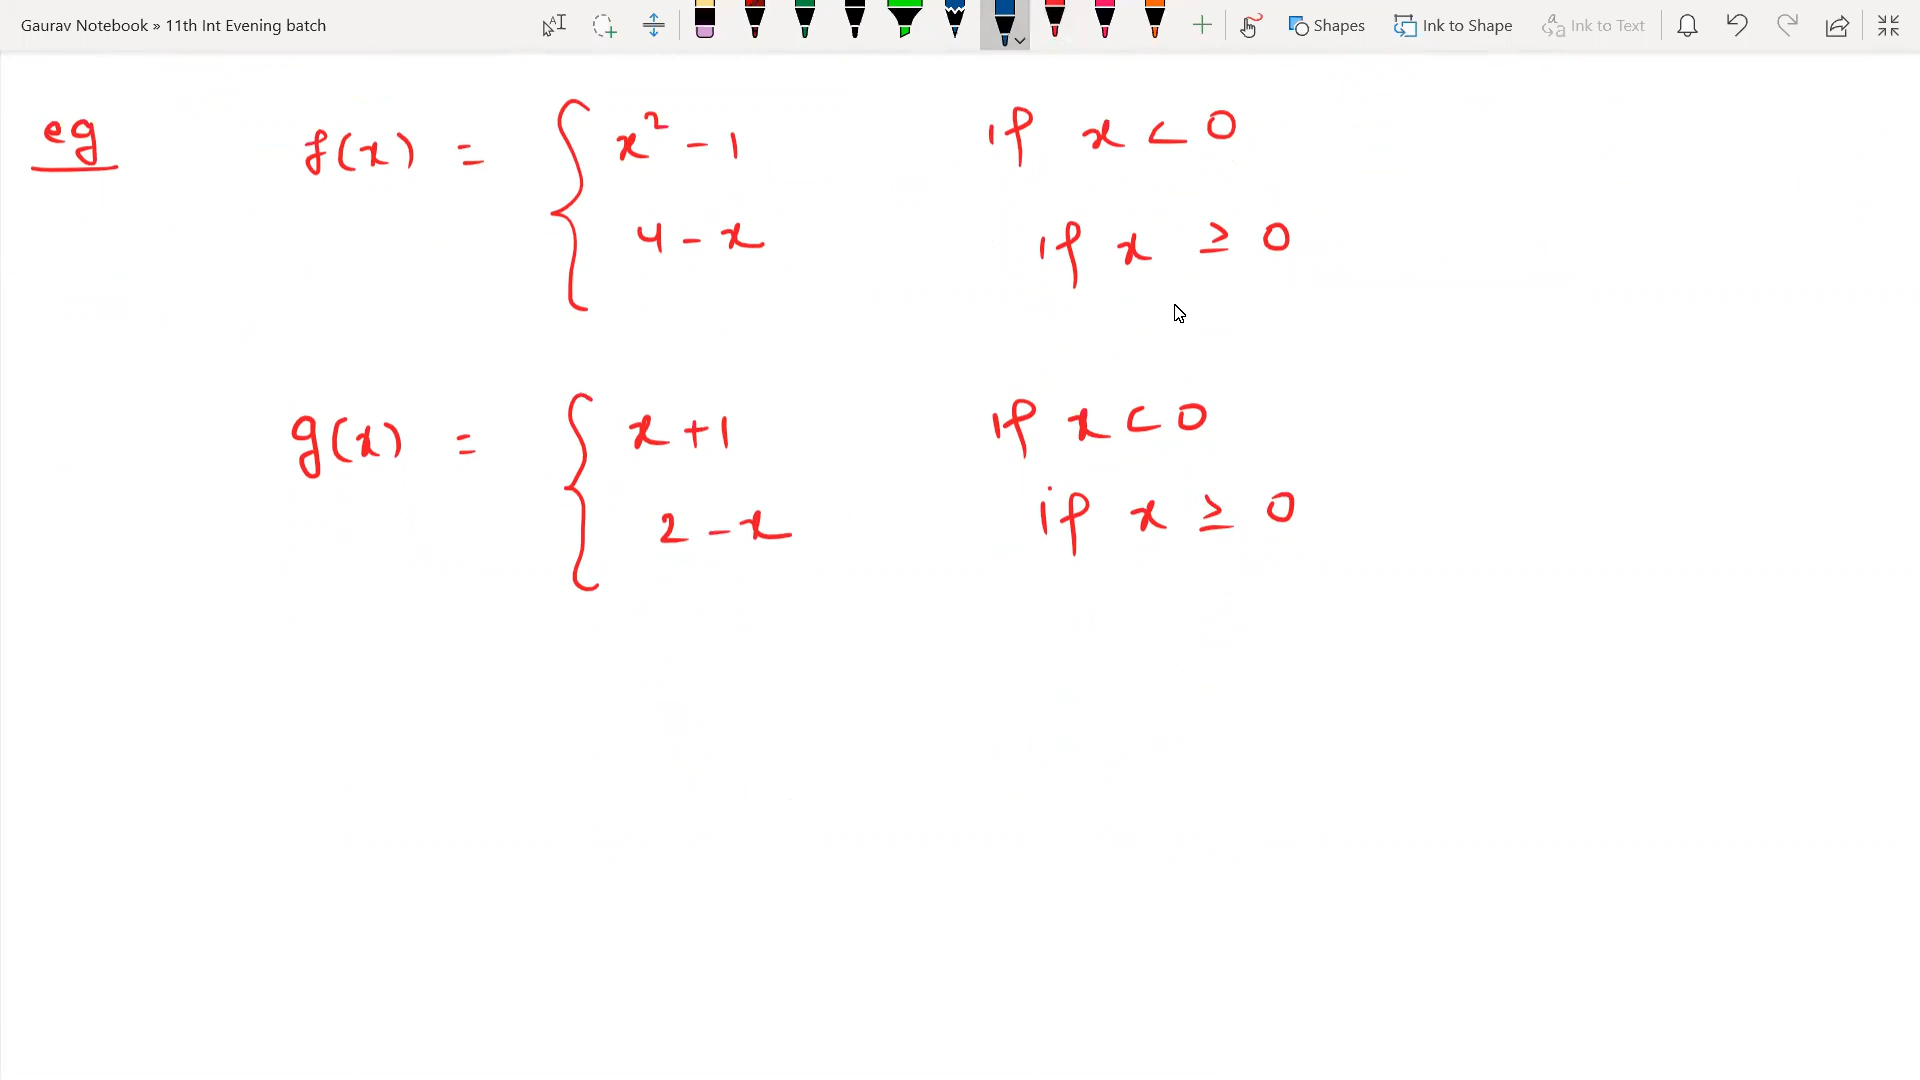 Gaurav Notebook » 11th Int Evening batch
Shapes
Ink to Shape
Ink to Text
eg
f(x) = { x² - 1 if x < 0
4 - x if x ≥ 0
g(x) = { x + 1 if x < 0
2 - x if x ≥ 0